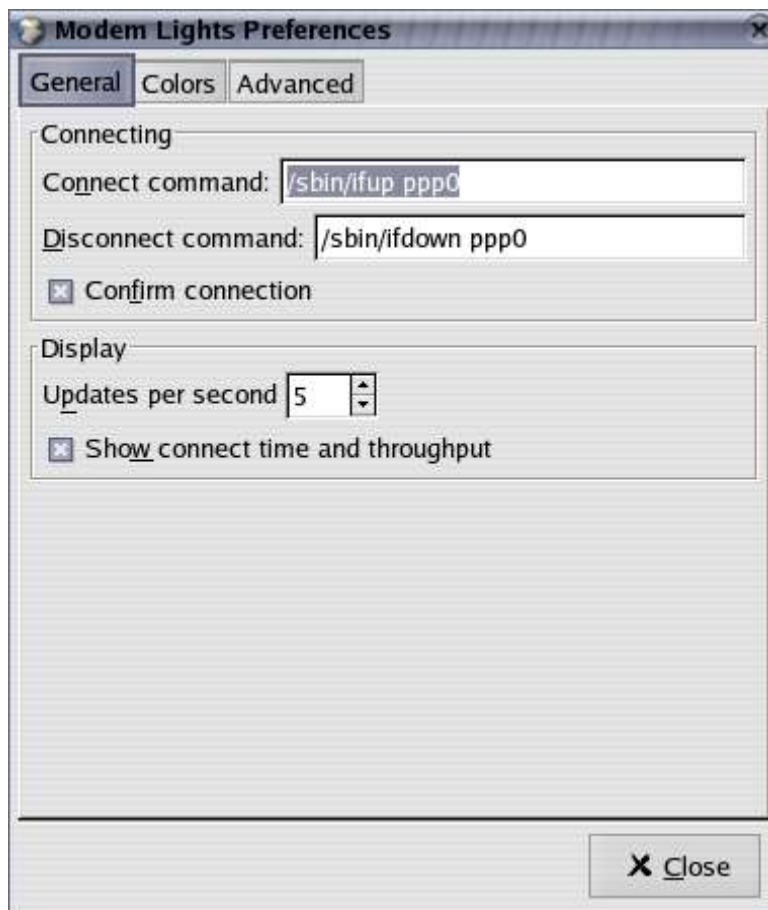 Modem Lights Preferences
General Colors Advanced
Connecting
Connect command: /sbin/ifup ppp0
Disconnect command: /sbin/ifdown ppp0
Confirm connection
Display
Updates per second 5
Show connect time and throughput
Close